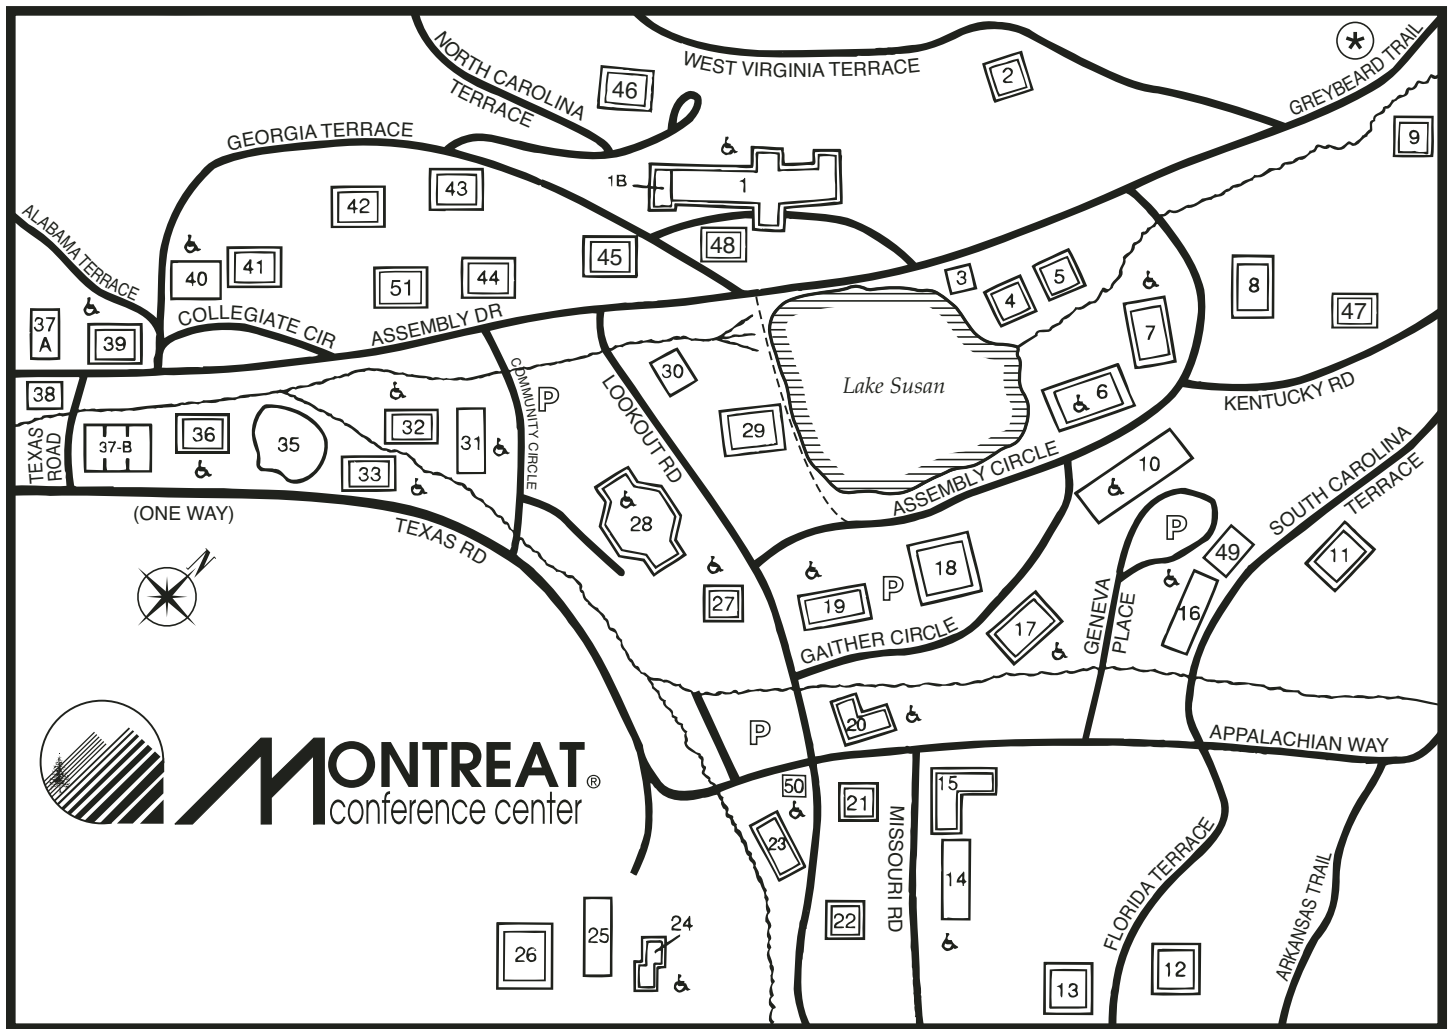 NORTH CAROLINA
TERRACE
WEST VIRGINIA TERRACE
*
GREYBEARD TRAIL
46
2
9
GEORGIA TERRACE
1B
1
43
42
ALABAMA TERRACE
40
41
45
48
51
44
3
4
5
8
47
37
A
39
COLLEGIATE CIR
ASSEMBLY DR
7
38
COMMUNITY CIRCLE
P
LOOKOUT RD
30
Lake Susan
6
KENTUCKY RD
TEXAS
ROAD
37-B
36
35
32
31
33
29
ASSEMBLY CIRCLE
10
SOUTH CAROLINA
TERRACE
(ONE WAY)
TEXAS RD
28
P
49
11
N
27
19
P
18
GAITHER CIRCLE
17
GENEVA
PLACE
16
P
20
APPALACHIAN WAY
MONTREAT®
conference center
50
21
15
23
MISSOURI RD
14
22
FLORIDA TERRACE
ARKANSAS TRAIL
26
25
24
13
12